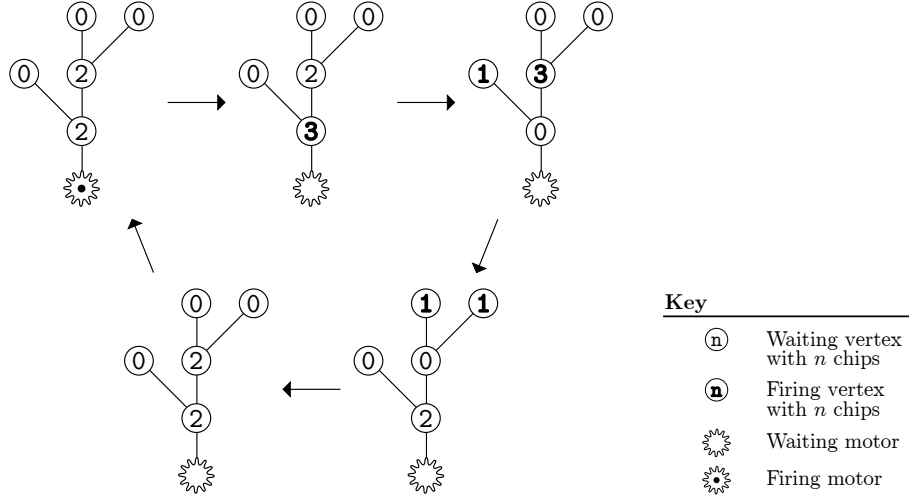 0 0
0 2
2
0 0
0 2
3
0 0
1 3
0
0 0
0 2
2
1 1
0 0
2
Key
n Waiting vertex
with n chips
n Firing vertex
with n chips
Waiting motor
Firing motor